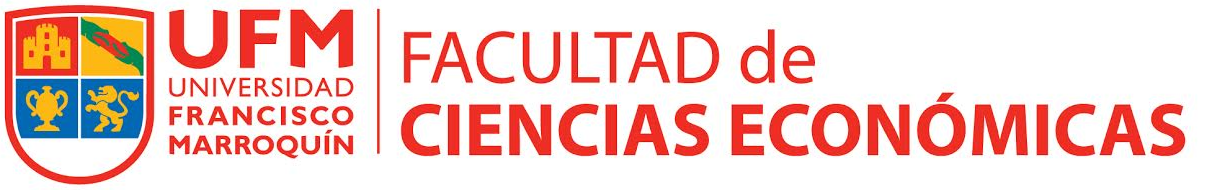 UFM
UNIVERSIDAD
FRANCISCO
MARROQUÍN
FACULTAD de
CIENCIAS ECONÓMICAS